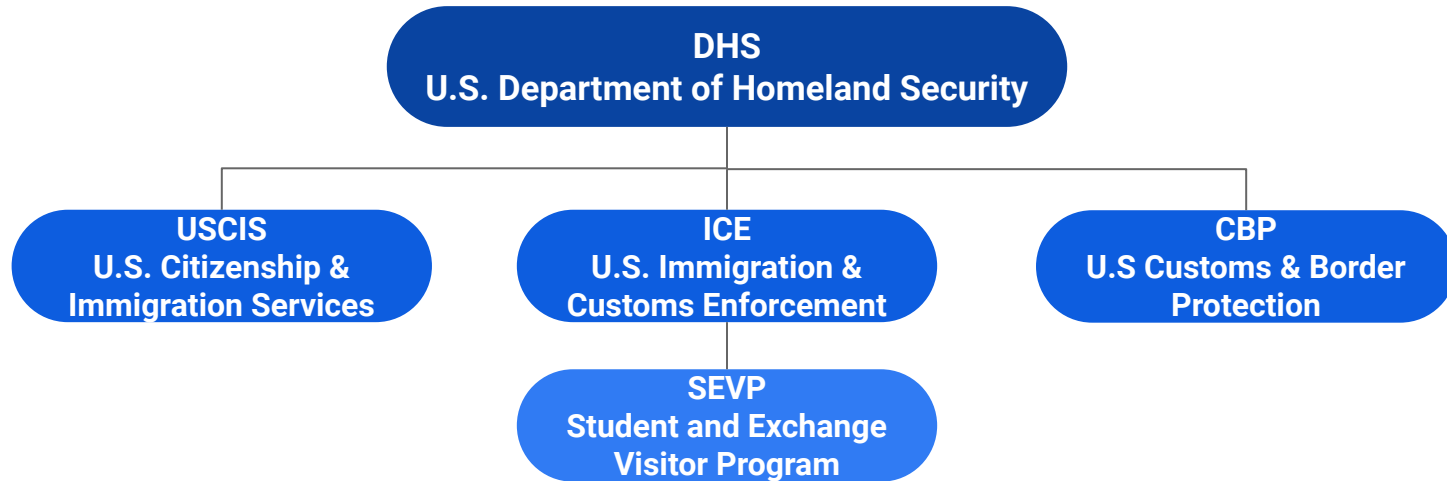 DHS
U.S. Department of Homeland Security
USCIS
U.S. Citizenship &
Immigration Services
ICE
U.S. Immigration &
Customs Enforcement
CBP
U.S Customs & Border
Protection
SEVP
Student and Exchange
Visitor Program